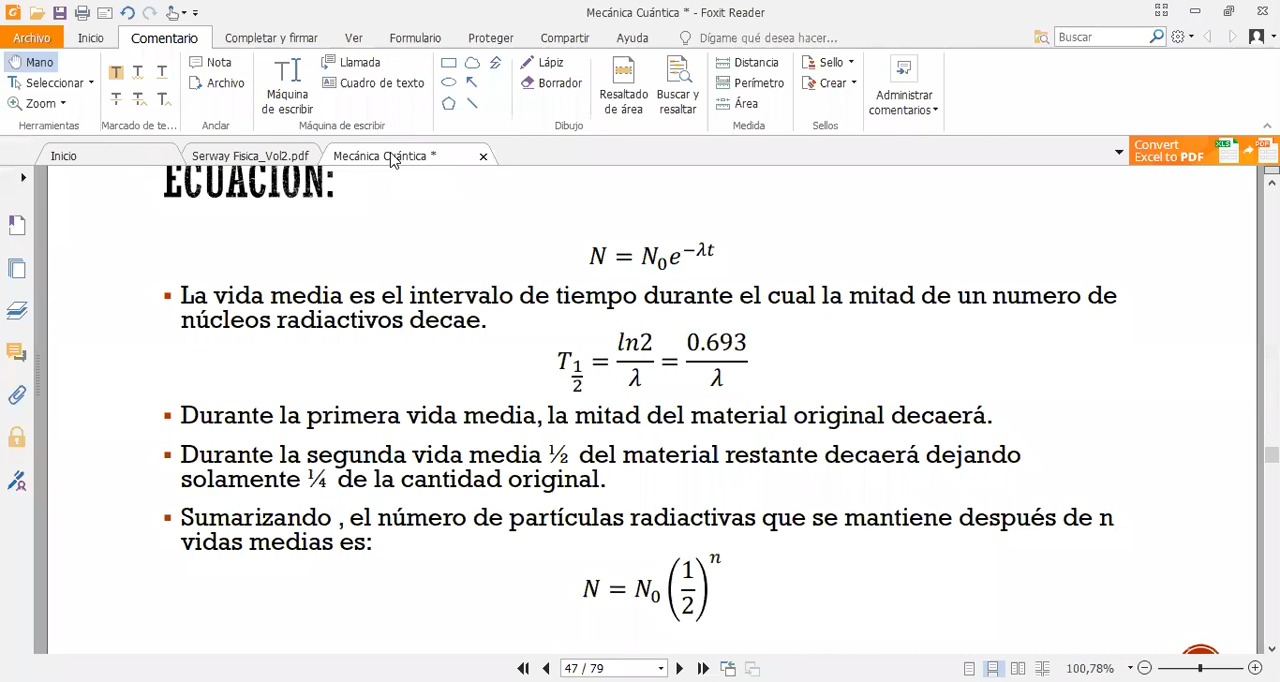 Mecánica Cuántica * - Foxit Reader
Archivo Inicio Comentario Completar y firmar Ver Formulario Proteger Compartir Ayuda Dígame qué desea hacer... Buscar
Mano
Seleccionar
Zoom
Herramientas
Marcado de te...
Nota
Archivo
Andar
Máquina de escribir
Llamada
Cuadro de texto
Máquina de escribir
Lápiz
Borrador
Dibujo
Resaltado de área
Buscar y resaltar
Distancia
Perímetro
Área
Medida
Sello
Crear
Sellos
Administrar comentarios
Inicio Serway Fisica_Vol2.pdf Mecánica Cuántica *
Convert
Excel to PDF
ECUACIÓN:
N = N₀e^{−λt}
▪ La vida media es el intervalo de tiempo durante el cual la mitad de un numero de
núcleos radiactivos decae.
T_{1/2} = ln2/λ = 0.693/λ
▪ Durante la primera vida media, la mitad del material original decaerá.
▪ Durante la segunda vida media ½ del material restante decaerá dejando
solamente ¼ de la cantidad original.
▪ Sumarizando , el número de partículas radiactivas que se mantiene después de n
vidas medias es:
N = N₀(1/2)^n
47 / 79
100,78%